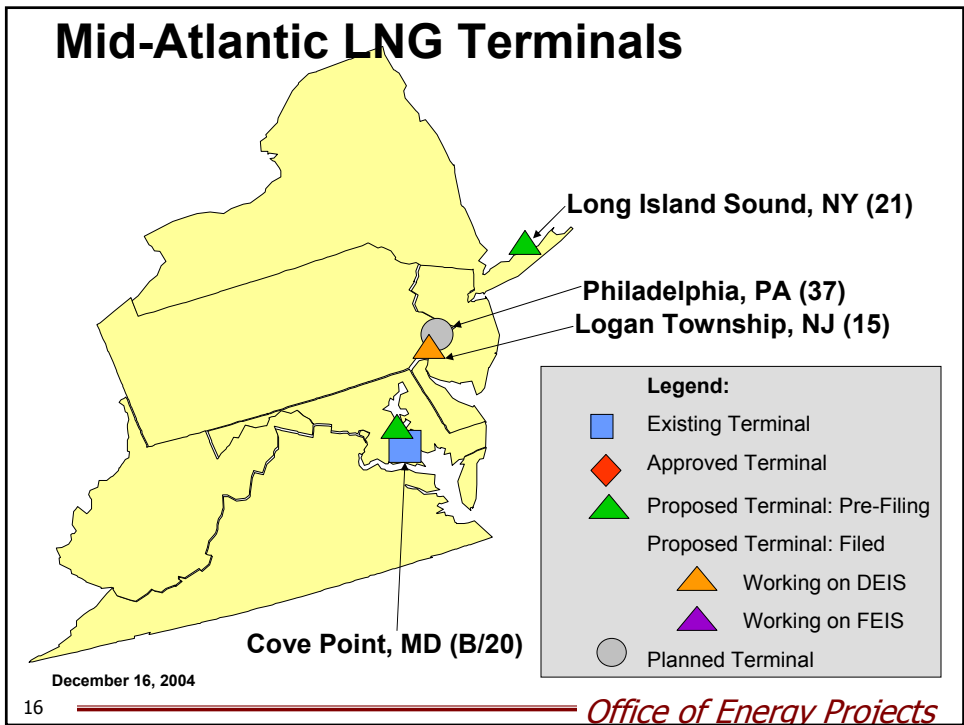 Mid-Atlantic LNG Terminals
Long Island Sound, NY (21)
Philadelphia, PA (37)
Logan Township, NJ (15)
Legend:
Existing Terminal
Approved Terminal
Proposed Terminal: Pre-Filing
Proposed Terminal: Filed
Working on DEIS
Working on FEIS
Planned Terminal
Cove Point, MD (B/20)
December 16, 2004
16
Office of Energy Projects